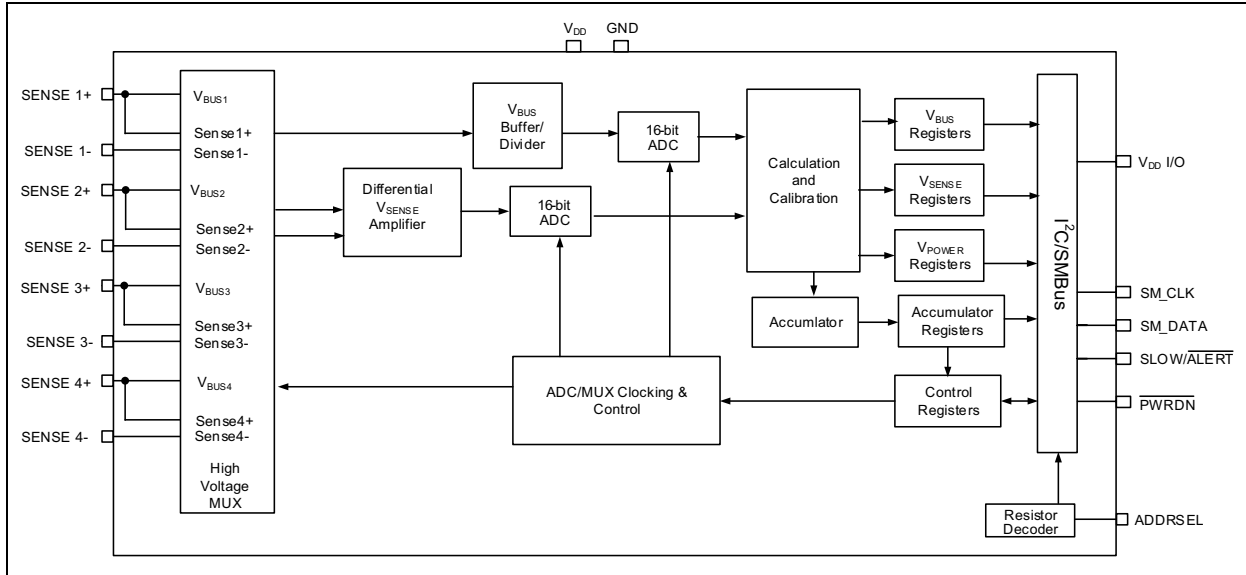 VDD
GND
SENSE 1+
SENSE 1-
SENSE 2+
SENSE 2-
SENSE 3+
SENSE 3-
SENSE 4+
SENSE 4-
VBUS1
Sense1+
Sense1-
VBUS2
Sense2+
Sense2-
VBUS3
Sense3+
Sense3-
VBUS4
Sense4+
Sense4-
High
Voltage
MUX
VBUS
Buffer/
Divider
16-bit
ADC
Differential
VSENSE
Amplifier
16-bit
ADC
Calculation
and
Calibration
VBUS
Registers
VSENSE
Registers
VPOWER
Registers
Accumlator
Accumulator
Registers
ADC/MUX Clocking &
Control
Control
Registers
I²C/SMBus
Resistor
Decoder
VDD I/O
SM_CLK
SM_DATA
SLOW/ALERT
PWRDN
ADDRSEL